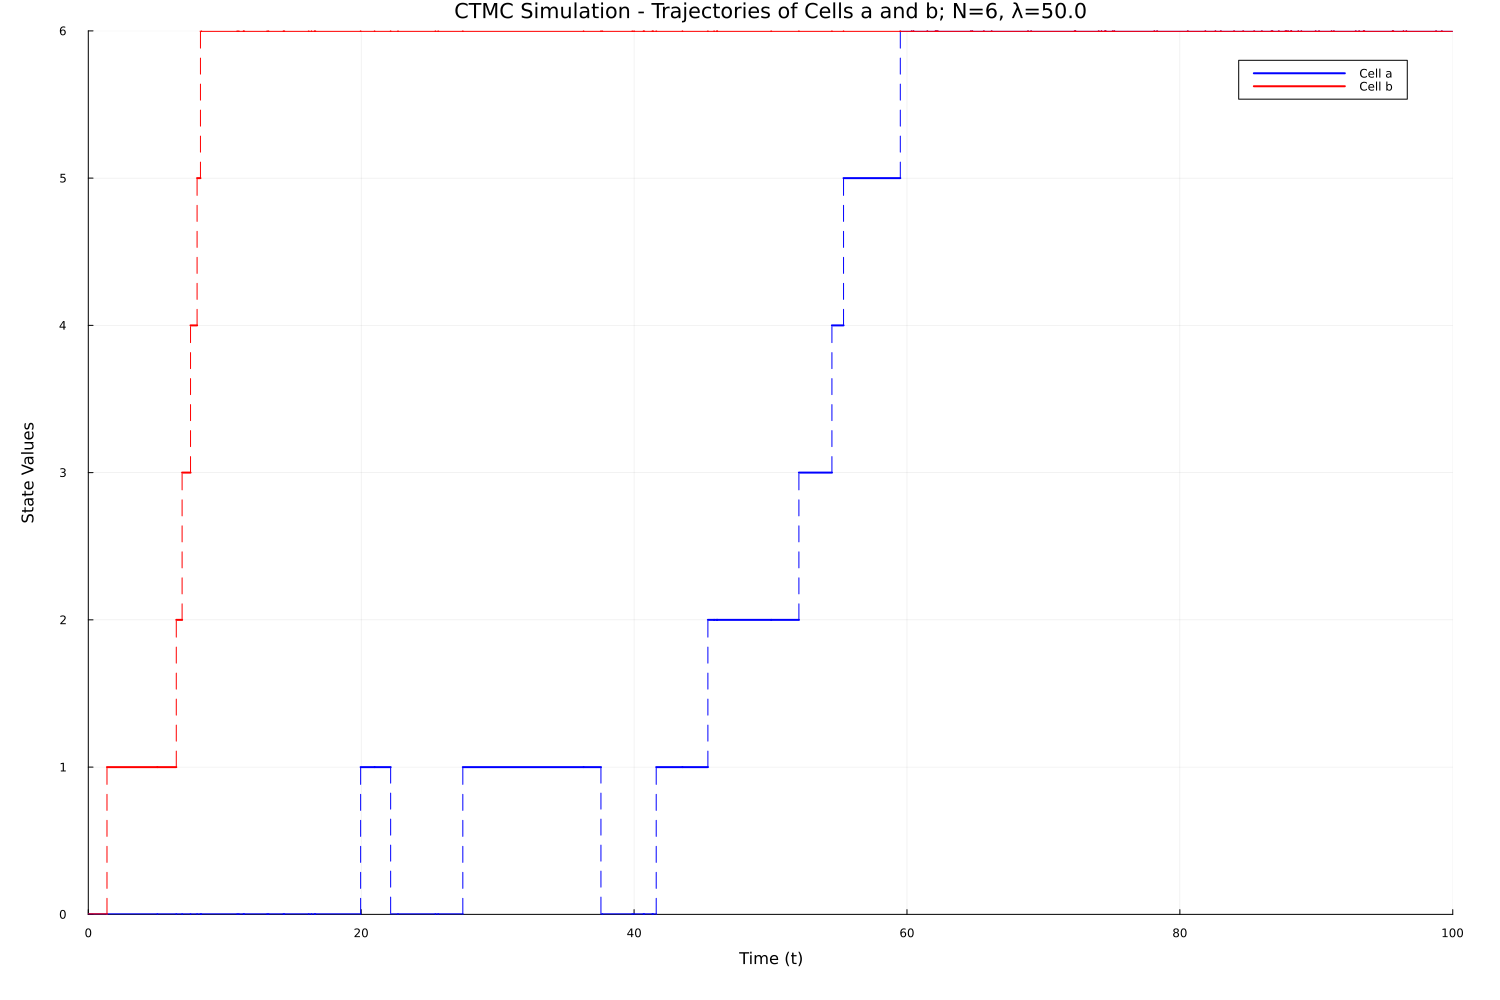 CTMC Simulation - Trajectories of Cells a and b; N=6, λ=50.0
6
Cell a
Cell b
5
4
State Values
3
2
1
0
0 20 40 60 80 100
Time (t)